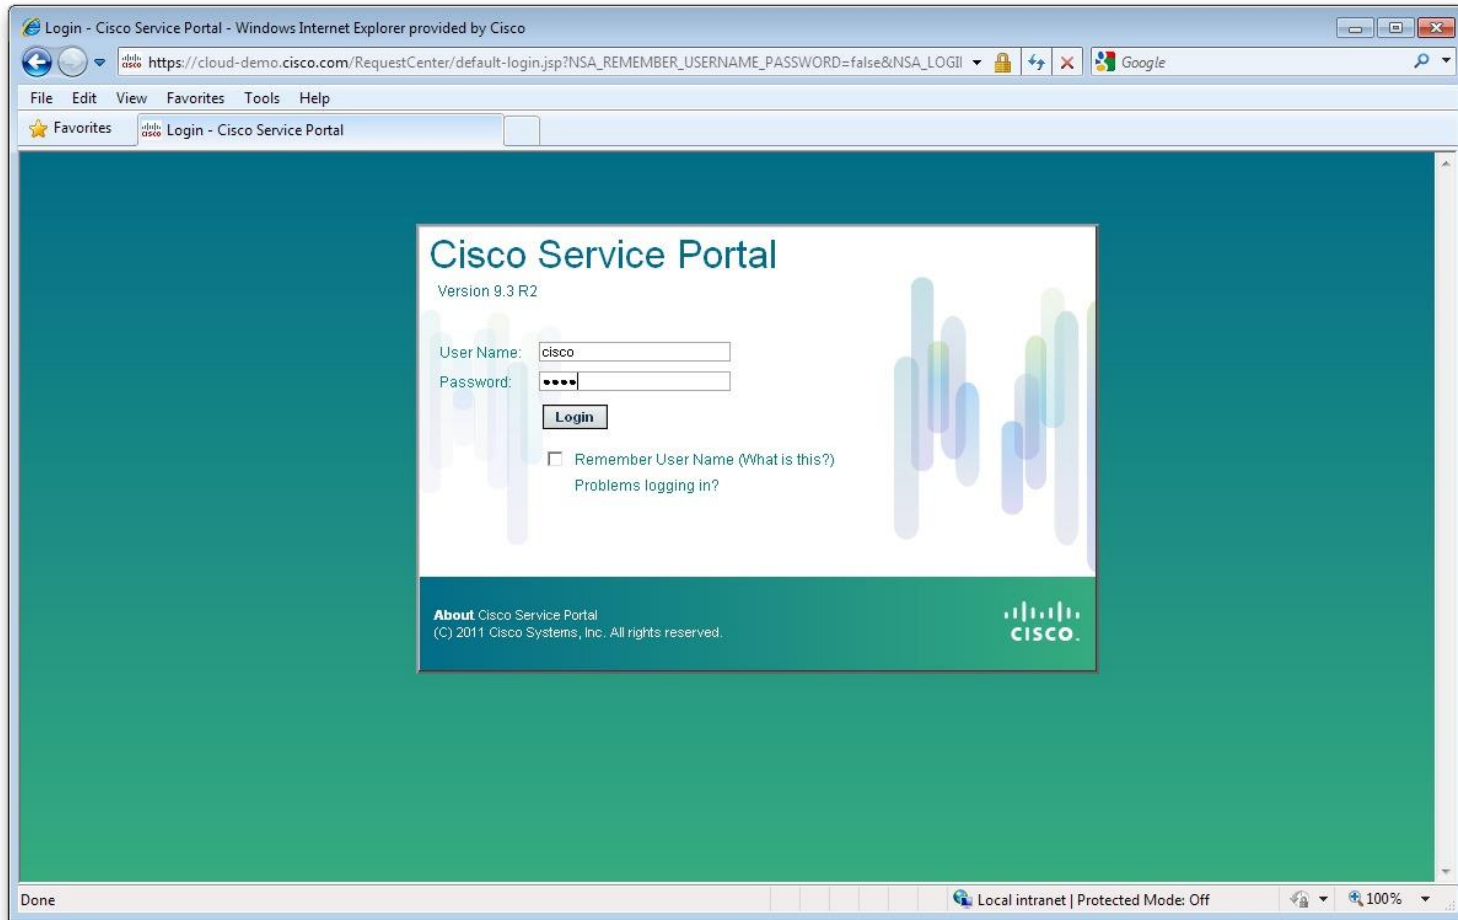 Login - Cisco Service Portal - Windows Internet Explorer provided by Cisco
https://cloud-demo.cisco.com/RequestCenter/default-login.jsp?NSA_REMEMBER_USERNAME_PASSWORD=false&NSA_LOGI
Google
File Edit View Favorites Tools Help
Favorites
Login - Cisco Service Portal
Cisco Service Portal
Version 9.3 R2
User Name: cisco
Password: ••••
Login
Remember User Name (What is this?)
Problems logging in?
About Cisco Service Portal
(C) 2011 Cisco Systems, Inc. All rights reserved.
CISCO.
Done
Local intranet | Protected Mode: Off
100%